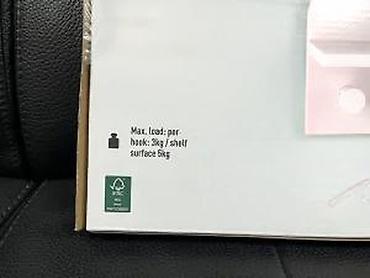 Max. load: per
hook: 3kg / shelf
surface 5kg
FSC